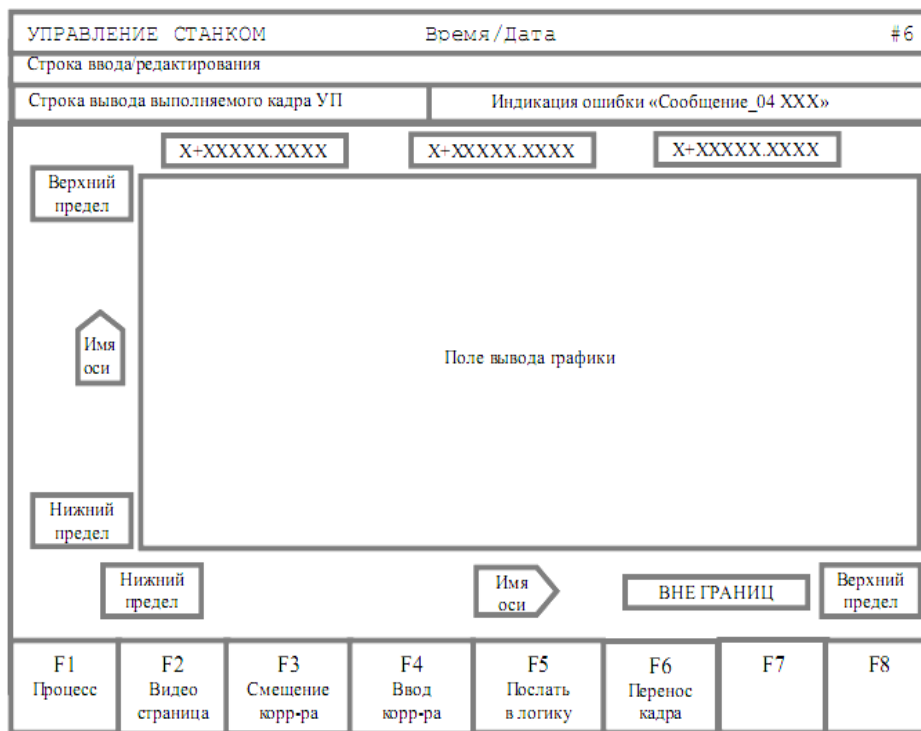 УПРАВЛЕНИЕ СТАНКОМ Время/Дата #6
Строка ввода/редактирования
Строка вывода выполняемого кадра УП Индикация ошибки «Сообщение_04 XXX»
X+XXXXX.XXXX X+XXXXX.XXXX X+XXXXX.XXXX
Верхний
предел
Имя
оси
Поле вывода графики
Нижний
предел
Нижний
предел
Имя
оси
ВНЕ ГРАНИЦ
Верхний
предел
F1
Процесс
F2
Видео
страница
F3
Смещение
корр-ра
F4
Ввод
корр-ра
F5
Послать
в логику
F6
Перенос
кадра
F7
F8